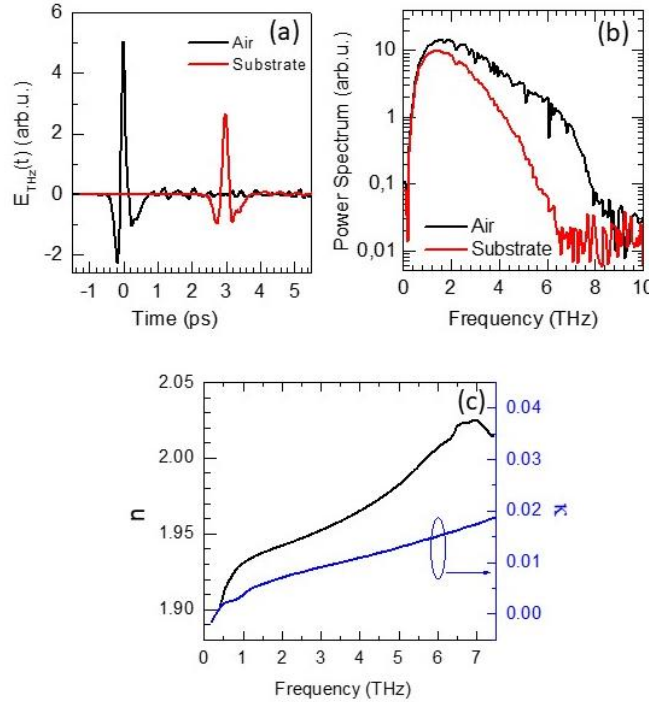 (a)
Air
Substrate
E_THz(t) (arb.u.)
6
4
2
0
-2
-1 0 1 2 3 4 5
Time (ps)
(b)
Power Spectrum (arb.u.)
10
1
0,1
0,01
Air
Substrate
0 2 4 6 8 10
Frequency (THz)
(c)
n
2.05
2.00
1.95
1.90
0.04
0.03
0.02
0.01
0.00
κ
0 1 2 3 4 5 6 7
Frequency (THz)